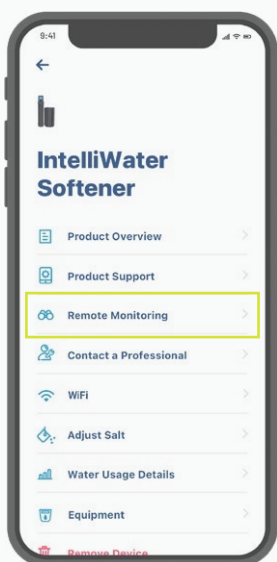 9:41
IntelliWater
Softener
Product Overview
Product Support
Remote Monitoring
Contact a Professional
WiFi
Adjust Salt
Water Usage Details
Equipment
Remove Device